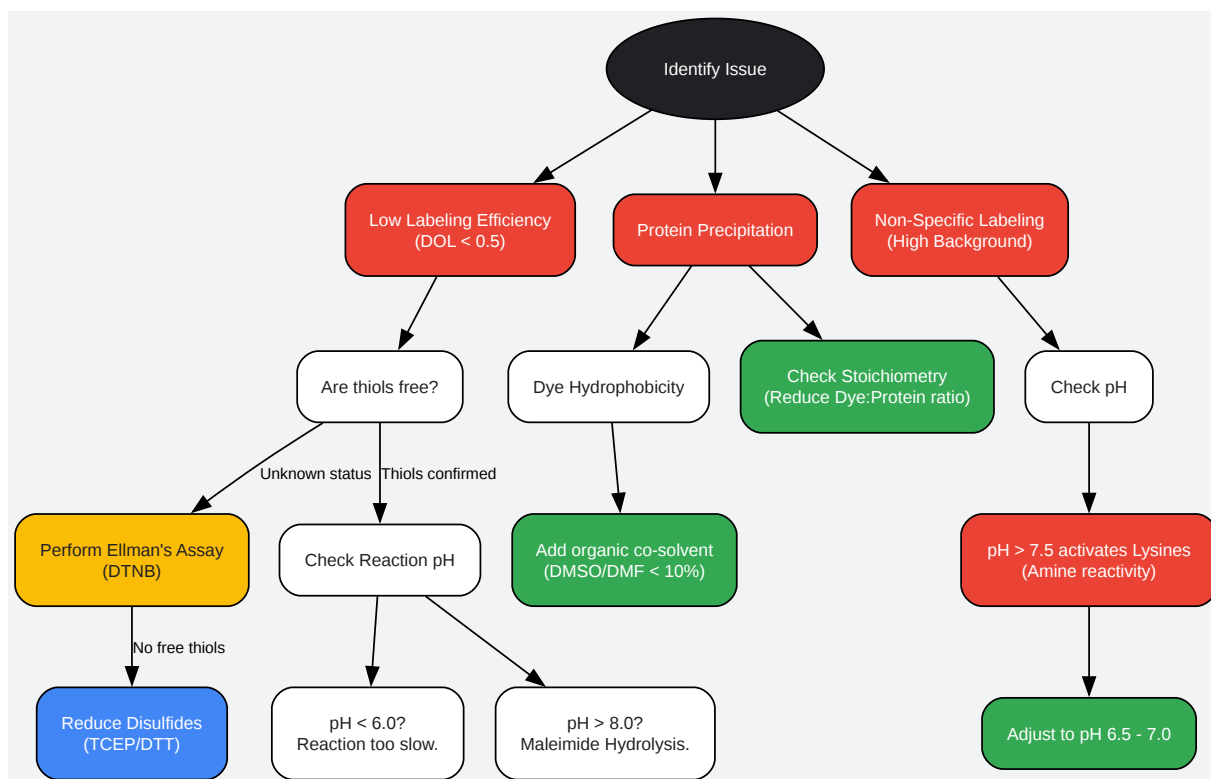 Identify Issue
Low Labeling Efficiency
(DOL < 0.5)
Protein Precipitation
Non-Specific Labeling
(High Background)
Are thiols free?
Dye Hydrophobicity
Check Stoichiometry
(Reduce Dye:Protein ratio)
Check pH
Unknown status
Thiols confirmed
Perform Ellman's Assay
(DTNB)
Check Reaction pH
Add organic co-solvent
(DMSO/DMF < 10%)
pH > 7.5 activates Lysines
(Amine reactivity)
No free thiols
Reduce Disulfides
(TCEP/DTT)
pH < 6.0?
Reaction too slow.
pH > 8.0?
Maleimide Hydrolysis.
Adjust to pH 6.5 - 7.0